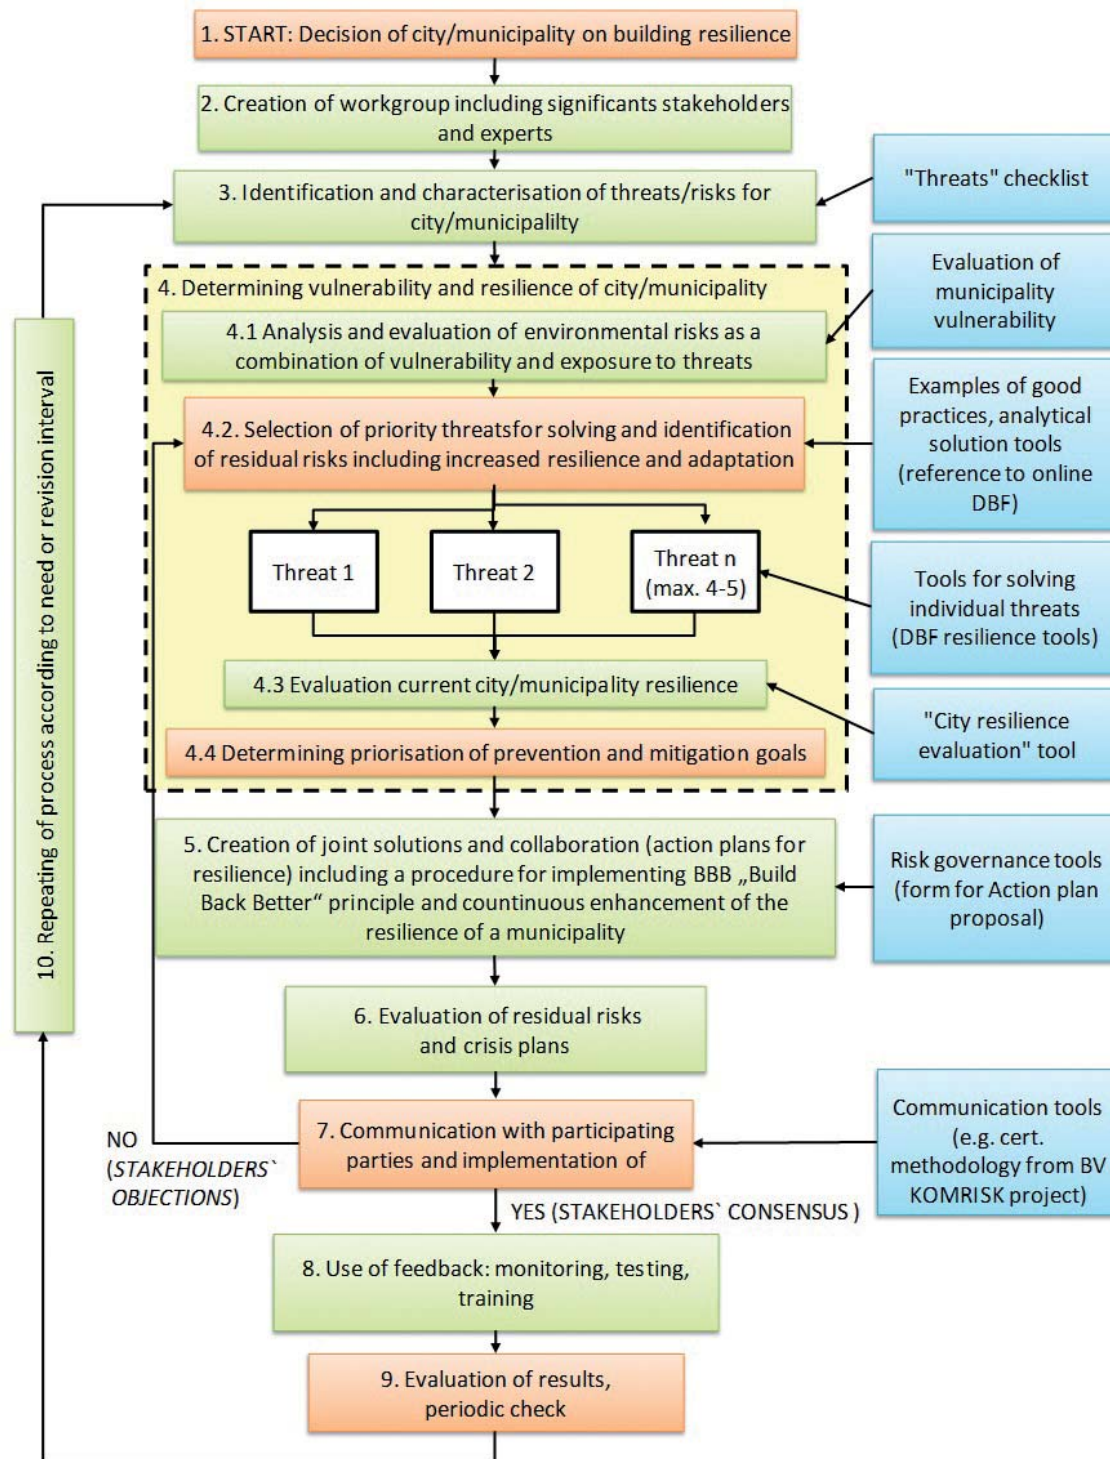 1. START: Decision of city/municipality on building resilience
2. Creation of workgroup including significants stakeholders
and experts
3. Identification and characterisation of threats/risks for
city/municipalilty
"Threats" checklist
4. Determining vulnerability and resilience of city/municipality
4.1 Analysis and evaluation of environmental risks as a
combination of vulnerability and exposure to threats
Evaluation of
municipality
vulnerability
4.2. Selection of priority threatsfor solving and identification
of residual risks including increased resilience and adaptation
Examples of good
practices, analytical
solution tools
(reference to online
DBF)
Threat 1
Threat 2
Threat n
(max. 4-5)
Tools for solving
individual threats
(DBF resilience tools)
4.3 Evaluation current city/municipality resilience
"City resilience
evaluation" tool
4.4 Determining priorisation of prevention and mitigation goals
5. Creation of joint solutions and collaboration (action plans for
resilience) including a procedure for implementing BBB „Build
Back Better“ principle and countinuous enhancement of the
resilience of a municipality
Risk governance tools
(form for Action plan
proposal)
6. Evaluation of residual risks
and crisis plans
7. Communication with participating
parties and implementation of
Communication tools
(e.g. cert.
methodology from BV
KOMRISK project)
NO
(STAKEHOLDERS`
OBJECTIONS)
YES (STAKEHOLDERS` CONSENSUS )
8. Use of feedback: monitoring, testing,
training
9. Evaluation of results,
periodic check
10. Repeating of process according to need or revision interval